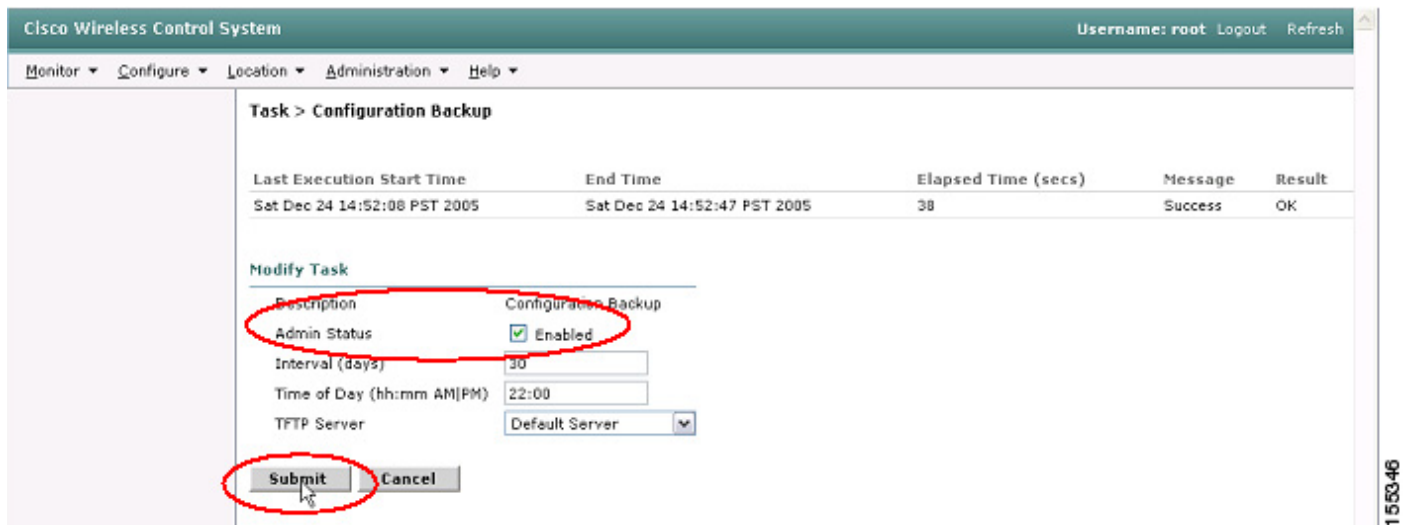 Cisco Wireless Control System Username: root Logout Refresh
Monitor Configure Location Administration Help
Task > Configuration Backup
Last Execution Start Time End Time Elapsed Time (secs) Message Result
Sat Dec 24 14:52:08 PST 2005 Sat Dec 24 14:52:47 PST 2005 38 Success OK
Modify Task
Description Configuration Backup
Admin Status Enabled
Interval (days) 30
Time of Day (hh:mm AM|PM) 22:00
TFTP Server Default Server
Submit Cancel
155346